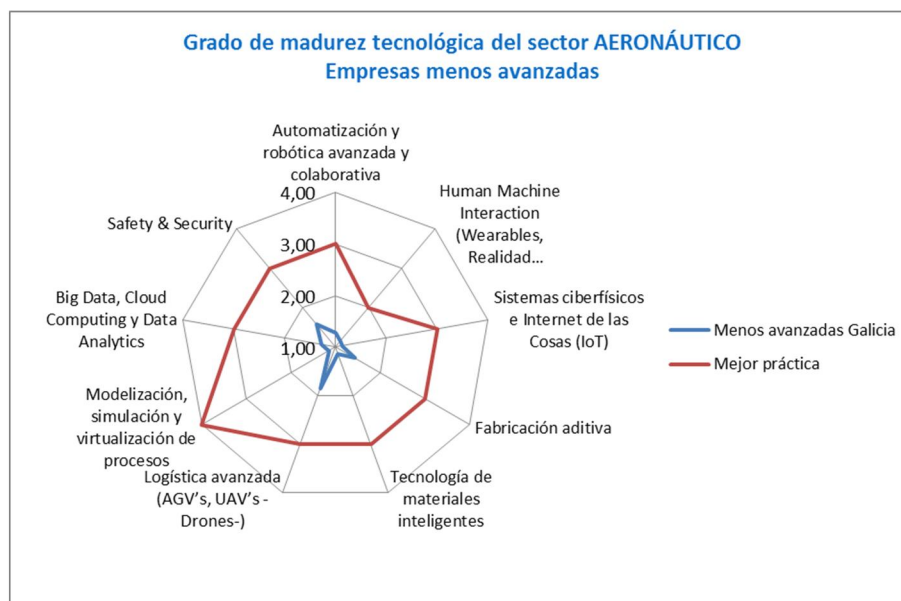 Grado de madurez tecnológica del sector AERONÁUTICO
Empresas menos avanzadas
Automatización y
robótica avanzada y
colaborativa
4,00
3,00
2,00
1,00
Human Machine
Interaction
(Wearables,
Realidad...
Sistemas ciberfísicos
e Internet de las
Cosas (IoT)
Fabricación aditiva
Tecnología de
materiales
inteligentes
Logística avanzada
(AGV's, UAV's -
Drones-)
Modelización,
simulación y
virtualización de
procesos
Big Data, Cloud
Computing y Data
Analytics
Safety & Security
Menos avanzadas Galicia
Mejor práctica